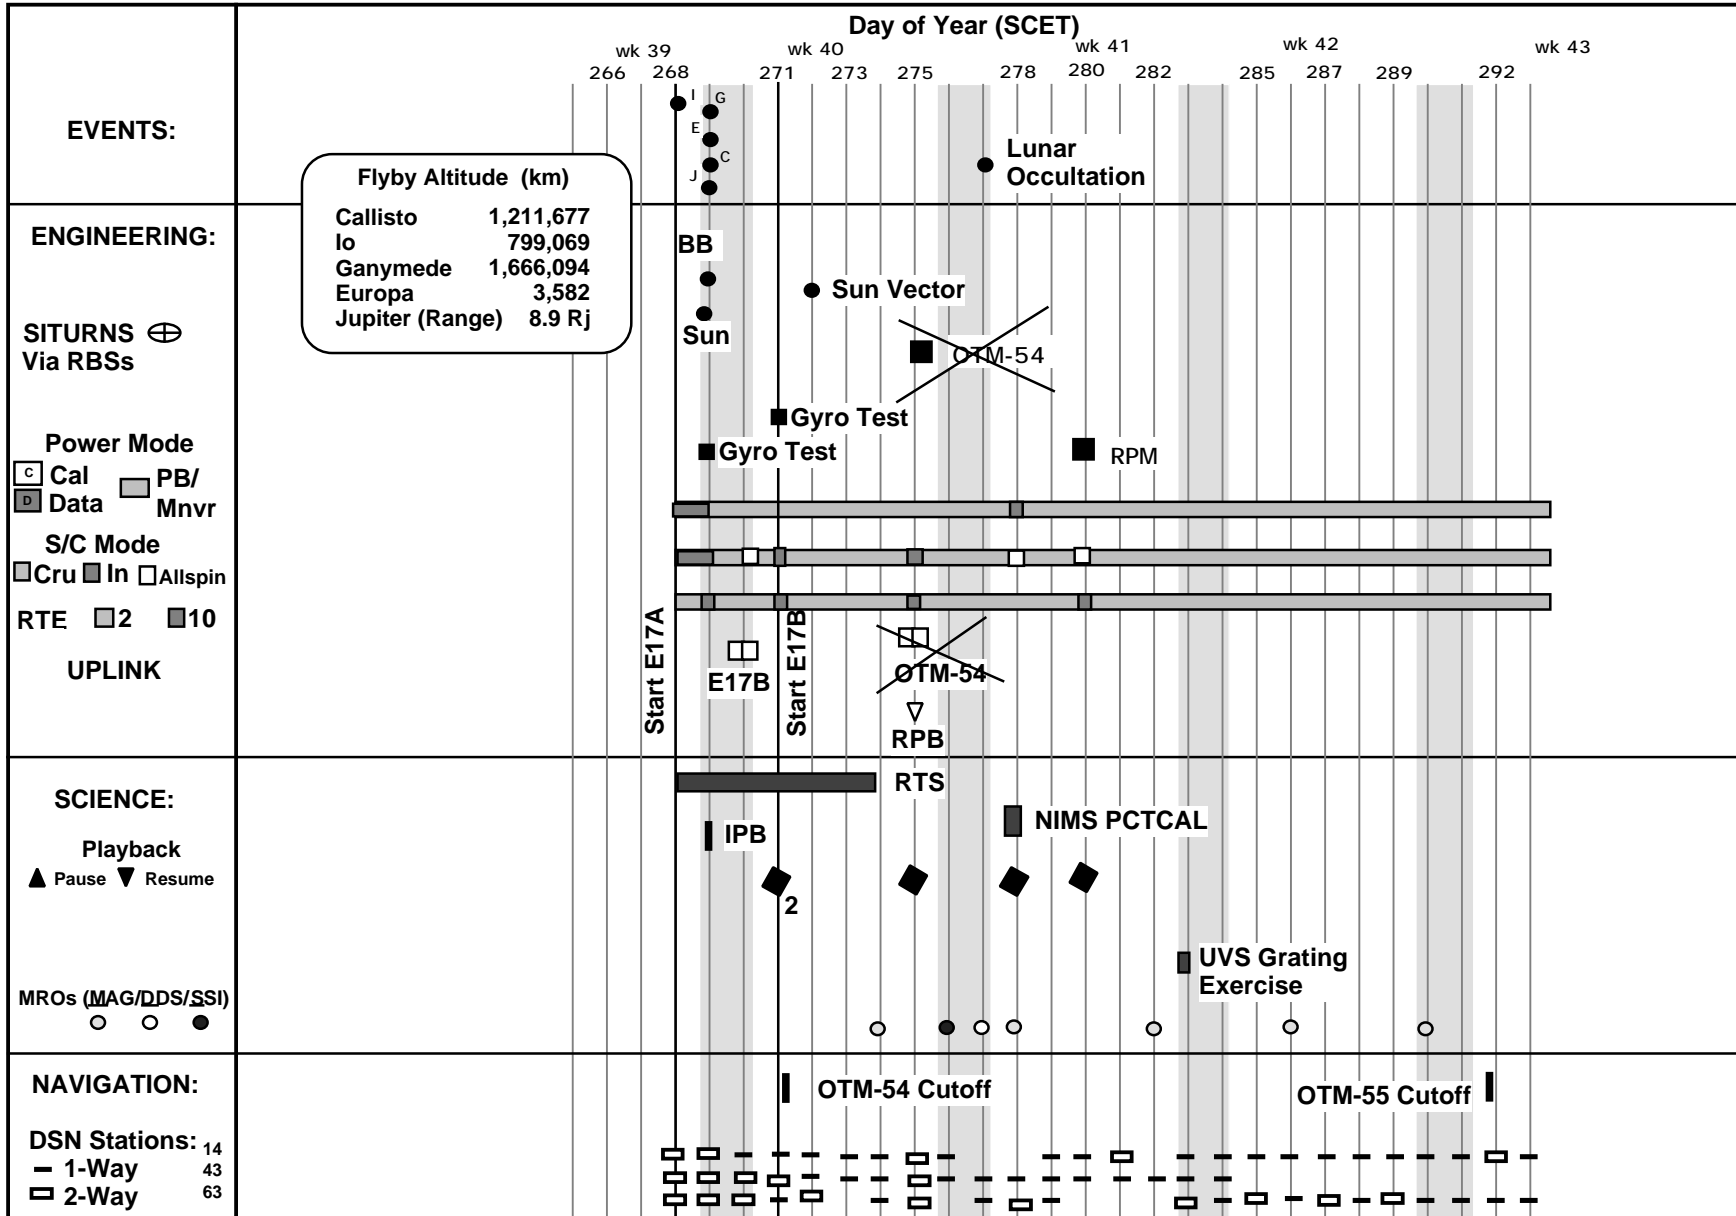 Day of Year (SCET)
wk 39 wk 40 wk 41 wk 42 wk 43
266 268 271 273 275 278 280 282 285 287 289 292
EVENTS:
I
G
E
C
J
Lunar
Occultation
Flyby Altitude (km)
Callisto 1,211,677
Io 799,069
Ganymede 1,666,094
Europa 3,582
Jupiter (Range) 8.9 Rj
ENGINEERING:
BB
Sun Vector
Sun
SITURNS
Via RBSs
OTM-54
Gyro Test
Gyro Test
RPM
Power Mode
C Cal
D Data
PB/
Mnvr
S/C Mode
Cru In Allspin
RTE 2 10
UPLINK
Start E17A
E17B
Start E17B
OTM-54
RPB
SCIENCE:
RTS
IPB
NIMS PCTCAL
Playback
Pause Resume
2
UVS Grating
Exercise
MROs (MAG/DDS/SSI)
NAVIGATION:
OTM-54 Cutoff
OTM-55 Cutoff
DSN Stations: 14
1-Way 43
2-Way 63